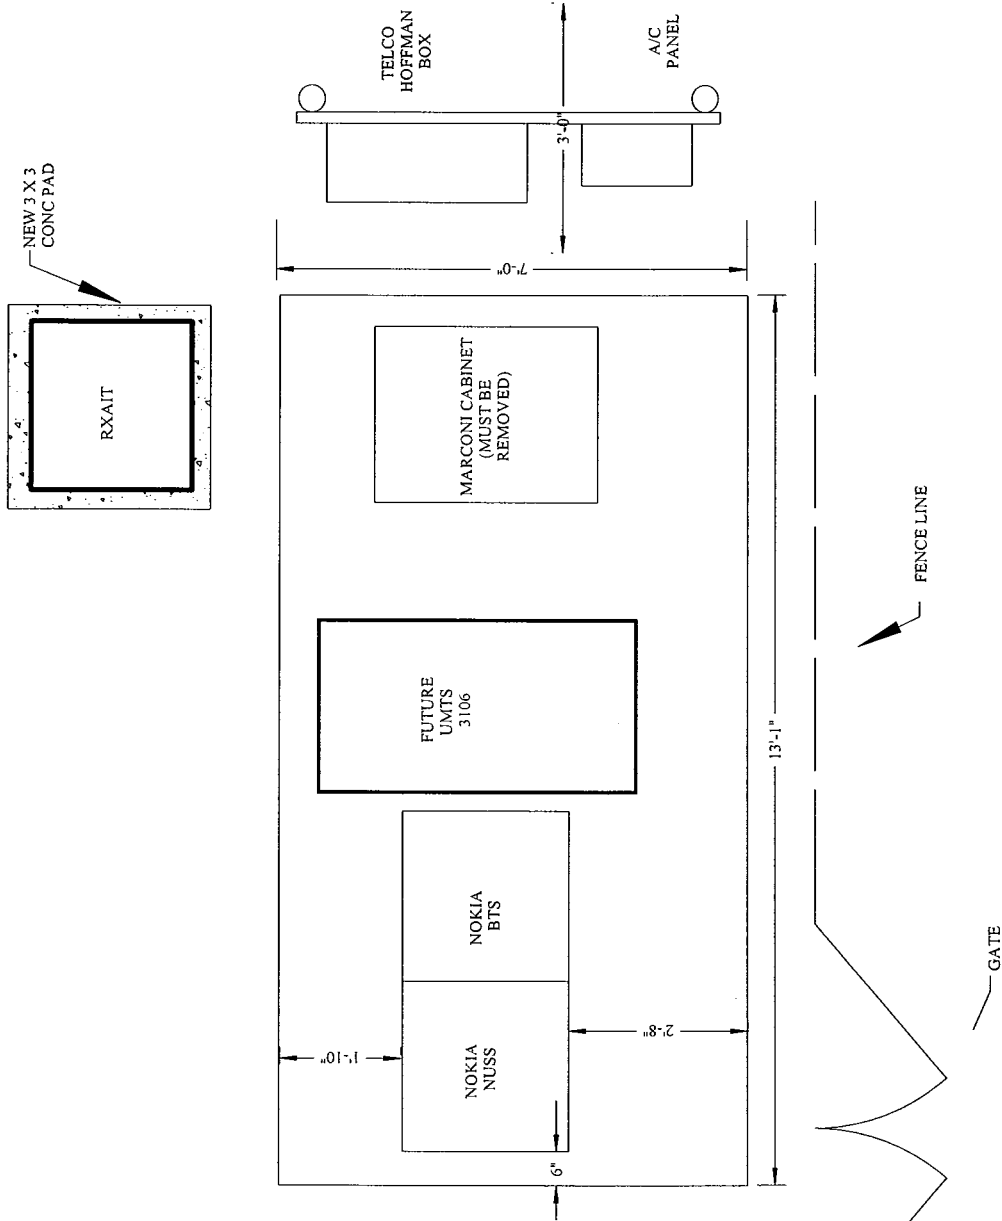 NEW 3 X 3
CONC PAD
RXAIT
TELCO
HOFFMAN
BOX
A/C
PANEL
3'-0"
7'-0"
MARCONI CABINET
(MUST BE
REMOVED)
FUTURE
UMTS
3106
NOKIA
BTS
NOKIA
NUSS
1'-10"
2'-8"
6"
13'-1"
FENCE LINE
GATE